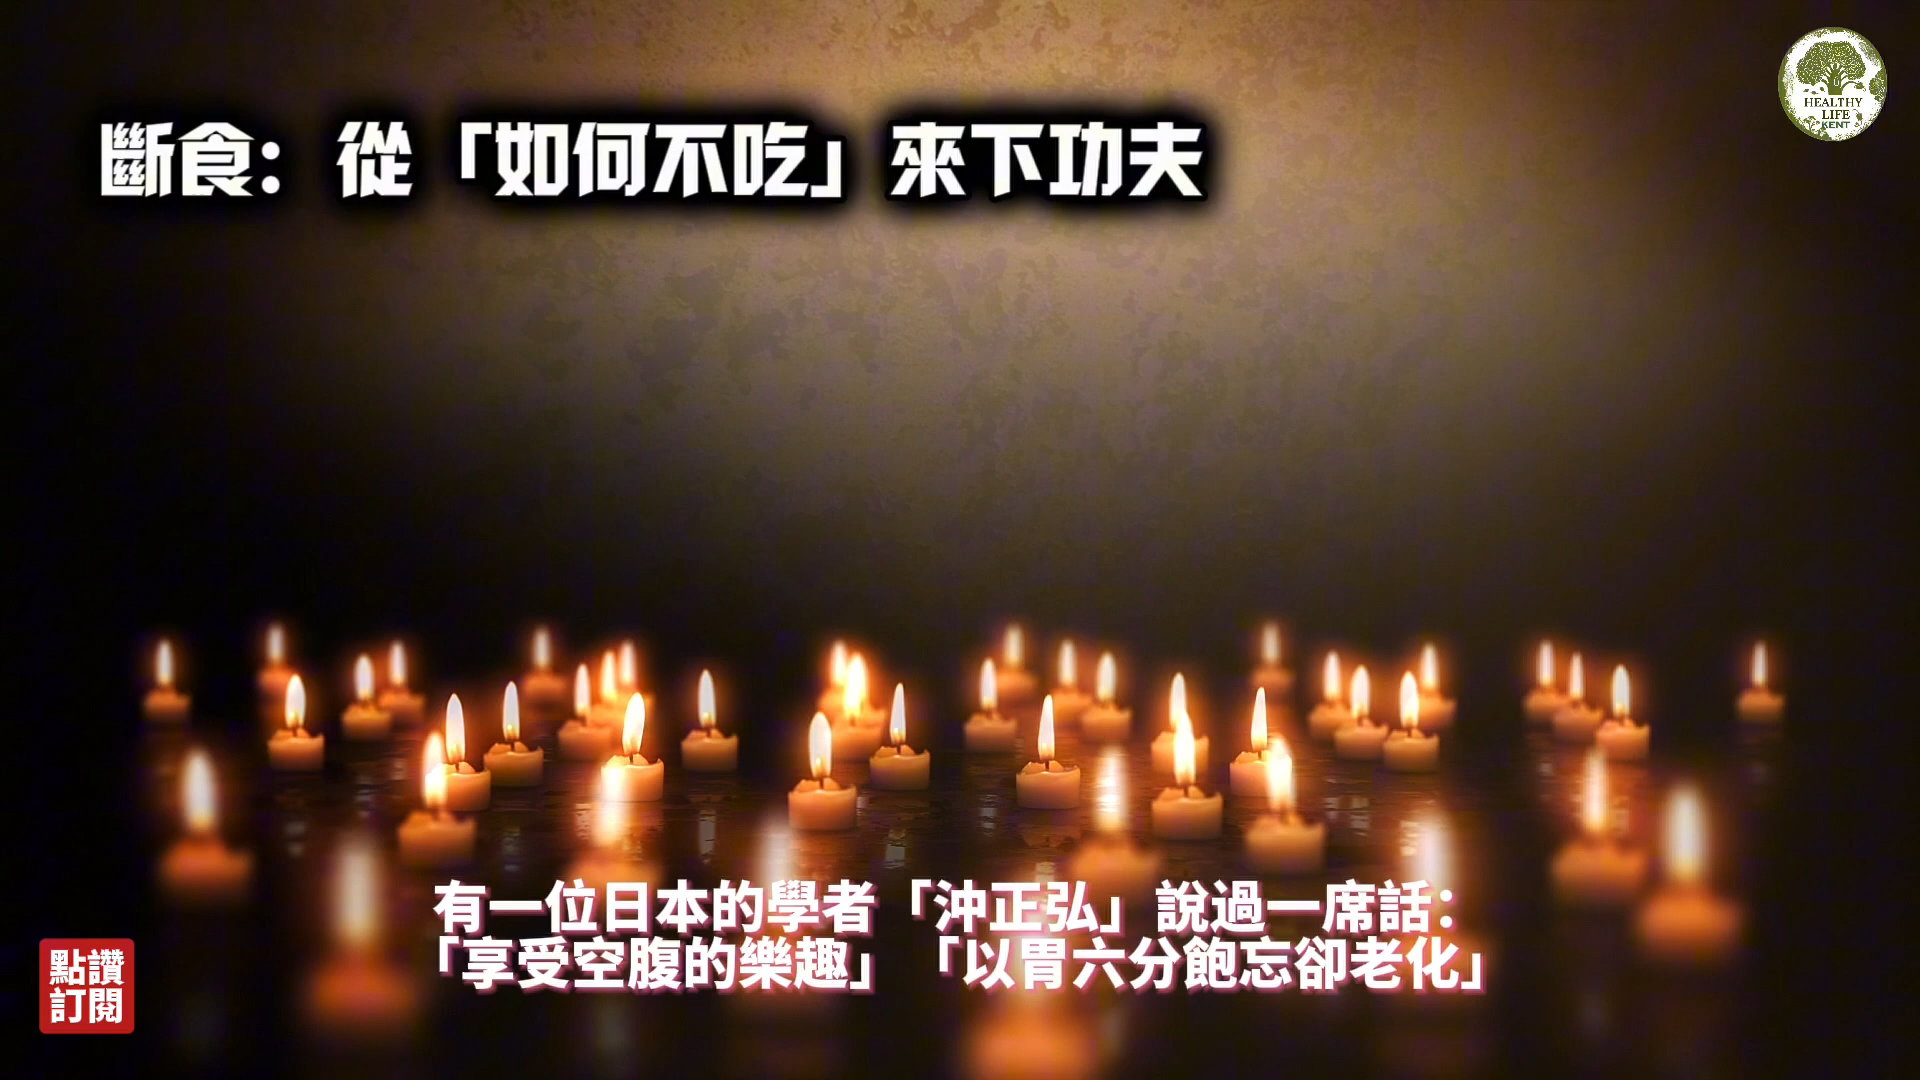 斷食：從「如何不吃」來下功夫
HEALTHY
LIFE
KENT
有一位日本的學者「沖正弘」說過一席話：
「享受空腹的樂趣」「以胃六分飽忘卻老化」
點讚
訂閱